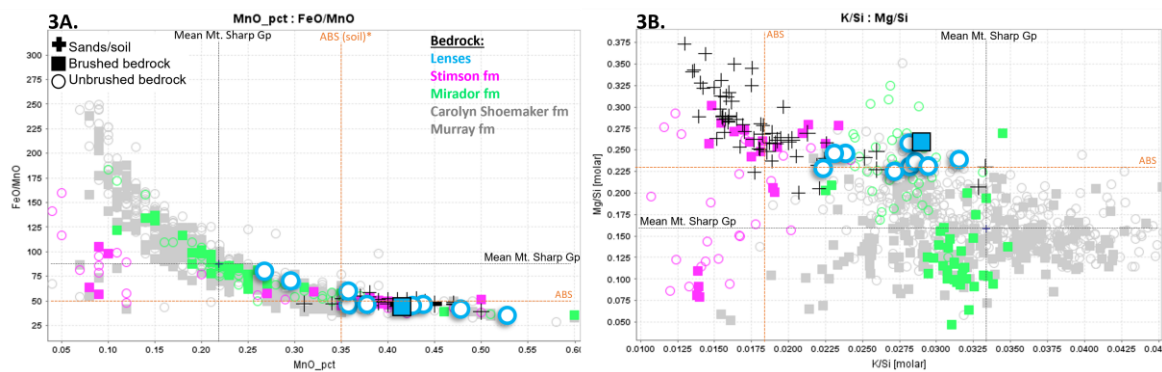 3A.
MnO_pct : FeO/MnO
Mean Mt. Sharp Gp
ABS (soil)*
Sands/soil
Brushed bedrock
Unbrushed bedrock
Bedrock:
Lenses
Stimson fm
Mirador fm
Carolyn Shoemaker fm
Murray fm
FeO/MnO
300
275
250
225
200
175
150
125
100
75
50
25
Mean Mt. Sharp Gp
ABS
0.05
0.10
0.15
0.20
0.25
0.30
0.35
0.40
0.45
0.50
0.55
0.60
MnO_pct
3B.
K/Si : Mg/Si
ABS
Mean Mt. Sharp Gp
Mg/Si [molar]
0.375
0.350
0.325
0.300
0.275
0.250
0.225
0.200
0.175
0.150
0.125
0.100
0.075
0.050
ABS
Mean Mt. Sharp Gp
0.0100
0.0125
0.0150
0.0175
0.0200
0.0225
0.0250
0.0275
0.0300
0.0325
0.0350
0.0375
0.0400
0.0425
0.045
K/Si [molar]